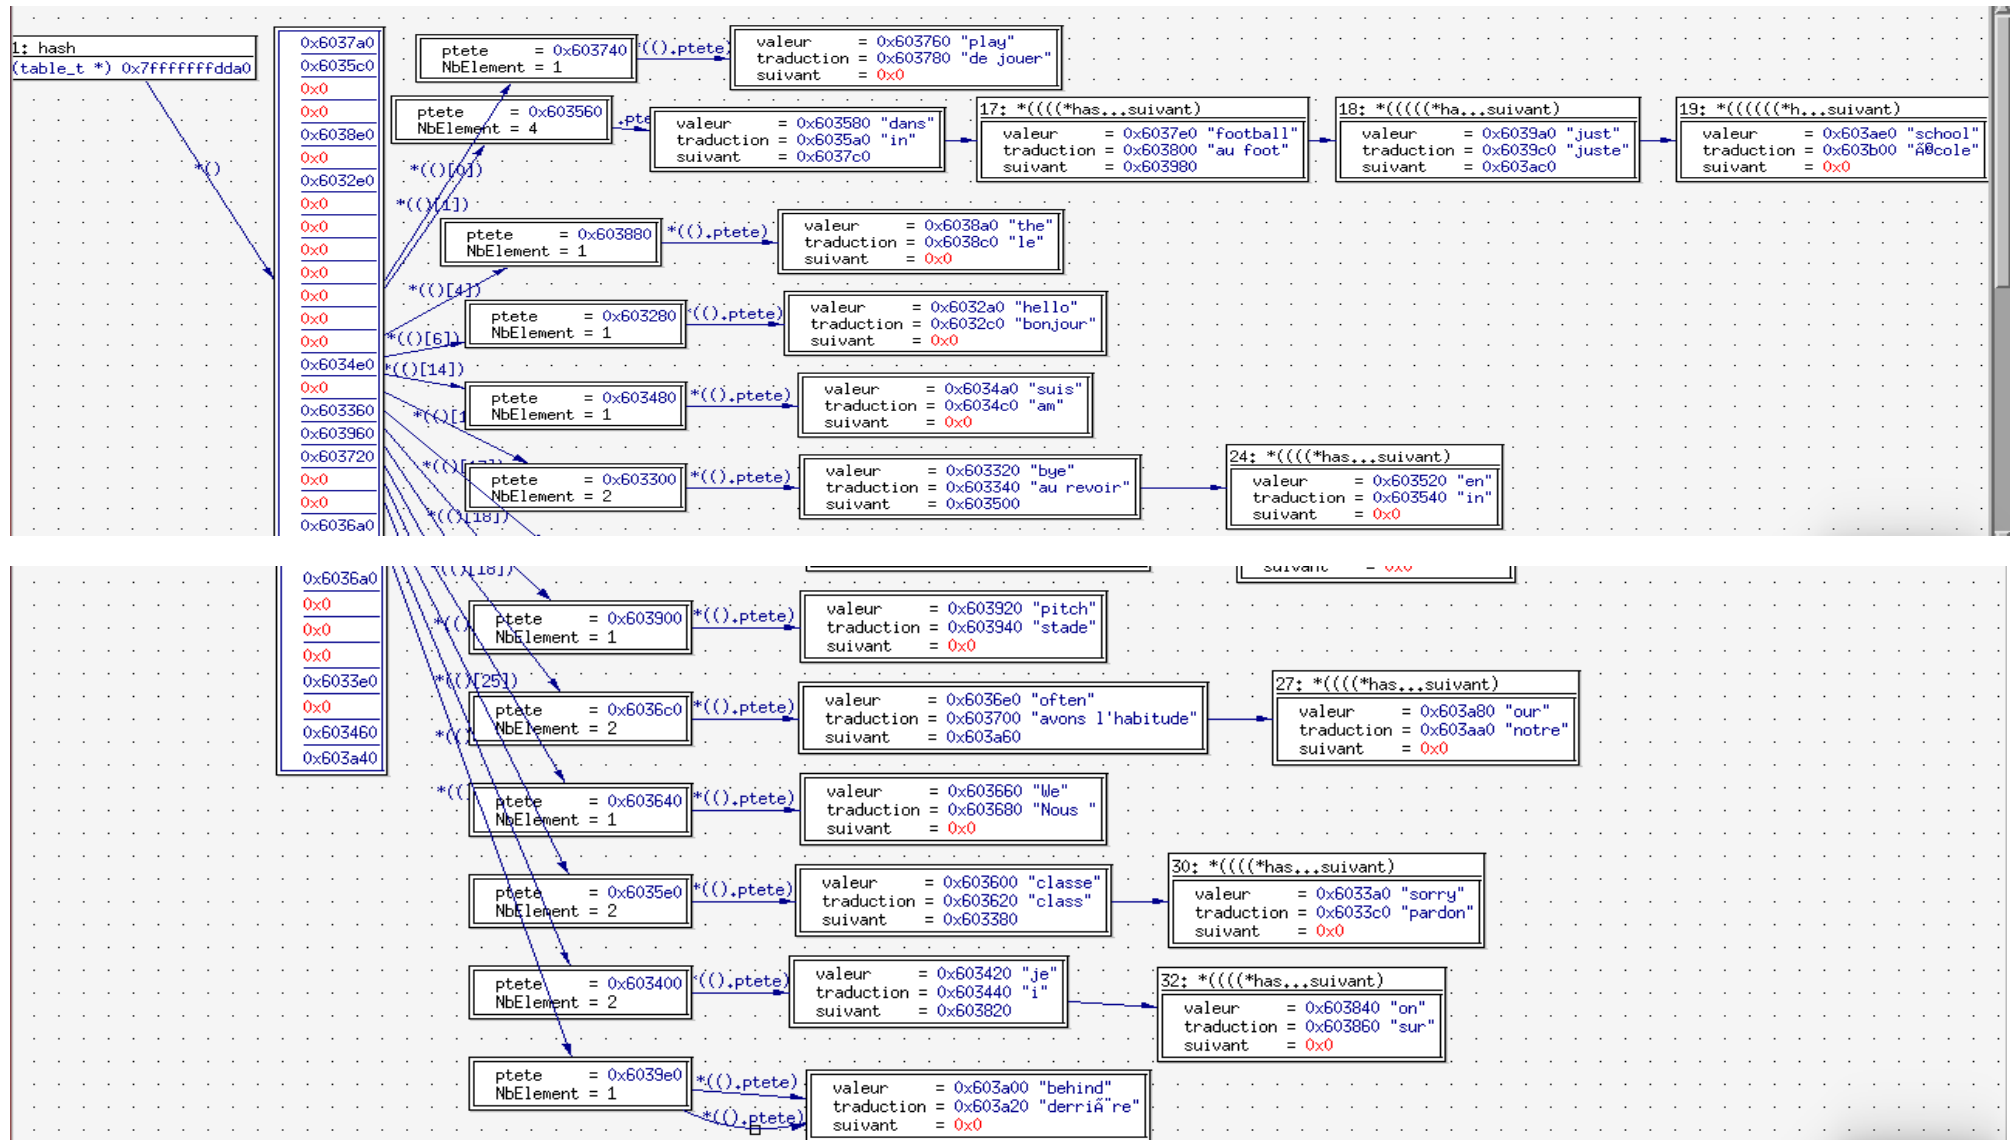 1: hash
(table_t *) 0x7fffffffdda0
*()
0x6037a0
0x6035c0
0x0
0x0
0x6038e0
0x0
0x6032e0
0x0
0x0
0x0
0x0
0x0
0x0
0x0
0x6034e0
0x0
0x603360
0x603960
0x603720
0x0
0x0
0x6036a0
ptete = 0x603740
NbElement = 1
*(().ptete)
valeur = 0x603760 "play"
traduction = 0x603780 "de jouer"
suivant = 0x0
ptete = 0x603560
NbElement = 4
.pte
valeur = 0x603580 "dans"
traduction = 0x6035a0 "in"
suivant = 0x6037c0
17: *((((*has...suivant)
valeur = 0x6037e0 "football"
traduction = 0x603800 "au foot"
suivant = 0x603980
18: *(((((*ha...suivant)
valeur = 0x6039a0 "just"
traduction = 0x6039c0 "juste"
suivant = 0x603ac0
19: *((((((*h...suivant)
valeur = 0x603ae0 "school"
traduction = 0x603b00 "Ã©cole"
suivant = 0x0
*(()[0])
*(()[1])
ptete = 0x603880
NbElement = 1
*(().ptete)
valeur = 0x6038a0 "the"
traduction = 0x6038c0 "le"
suivant = 0x0
*(()[4])
ptete = 0x603280
NbElement = 1
*(().ptete)
valeur = 0x6032a0 "hello"
traduction = 0x6032c0 "bonjour"
suivant = 0x0
*(()[6])
*(()[14])
ptete = 0x603480
NbElement = 1
*(().ptete)
valeur = 0x6034a0 "suis"
traduction = 0x6034c0 "am"
suivant = 0x0
*(()[1
ptete = 0x603300
NbElement = 2
*(().ptete)
valeur = 0x603320 "bye"
traduction = 0x603340 "au revoir"
suivant = 0x603500
24: *((((*has...suivant)
valeur = 0x603520 "en"
traduction = 0x603540 "in"
suivant = 0x0
*(()[17])
*(()[18])
0x6036a0
0x0
0x0
0x0
0x6033e0
0x0
0x603460
0x603a40
*(()[18])
suivant = 0x0
ptete = 0x603900
NbElement = 1
*(().ptete)
valeur = 0x603920 "pitch"
traduction = 0x603940 "stade"
suivant = 0x0
*(()
*(()[25])
ptete = 0x6036c0
NbElement = 2
*(().ptete)
valeur = 0x6036e0 "often"
traduction = 0x603700 "avons l'habitude"
suivant = 0x603a60
27: *((((*has...suivant)
valeur = 0x603a80 "our"
traduction = 0x603aa0 "notre"
suivant = 0x0
*(()
*(()
ptete = 0x603640
NbElement = 1
*(().ptete)
valeur = 0x603660 "We"
traduction = 0x603680 "Nous "
suivant = 0x0
ptete = 0x6035e0
NbElement = 2
*(().ptete)
valeur = 0x603600 "classe"
traduction = 0x603620 "class"
suivant = 0x603380
30: *((((*has...suivant)
valeur = 0x6033a0 "sorry"
traduction = 0x6033c0 "pardon"
suivant = 0x0
ptete = 0x603400
NbElement = 2
*(().ptete)
valeur = 0x603420 "je"
traduction = 0x603440 "i"
suivant = 0x603820
32: *((((*has...suivant)
valeur = 0x603840 "on"
traduction = 0x603860 "sur"
suivant = 0x0
ptete = 0x6039e0
NbElement = 1
*(().ptete)
*(().ptete)
valeur = 0x603a00 "behind"
traduction = 0x603a20 "derriÃ¨re"
suivant = 0x0